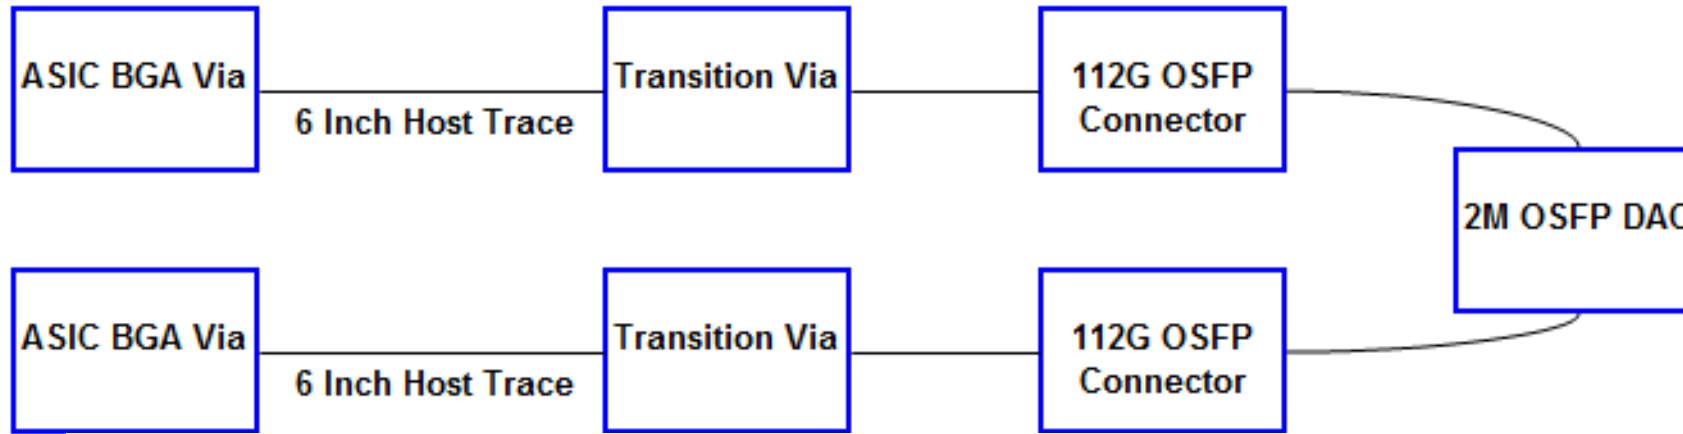 ASIC BGA Via
Transition Via
112G OSFP
Connector
6 Inch Host Trace
2M OSFP
ASIC BGA Via
Transition Via
112G OSFP
Connector
6 Inch Host Trace